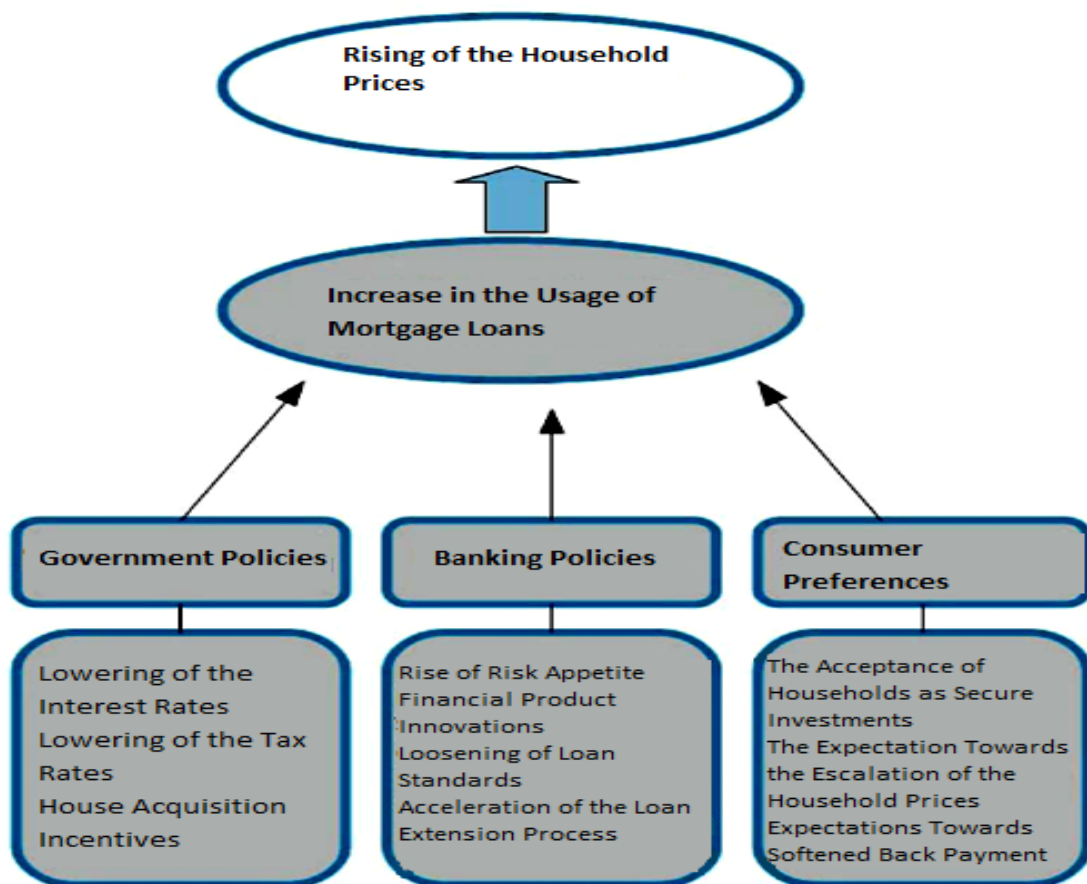 Rising of the Household
Prices
Increase in the Usage of
Mortgage Loans
Government Policies
Banking Policies
Consumer
Preferences
Lowering of the
Interest Rates
Lowering of the Tax
Rates
House Acquisition
Incentives
Rise of Risk Appetite
Financial Product
Innovations
Loosening of Loan
Standards
Acceleration of the Loan
Extension Process
The Acceptance of
Households as Secure
Investments
The Expectation Towards
the Escalation of the
Household Prices
Expectations Towards
Softened Back Payment